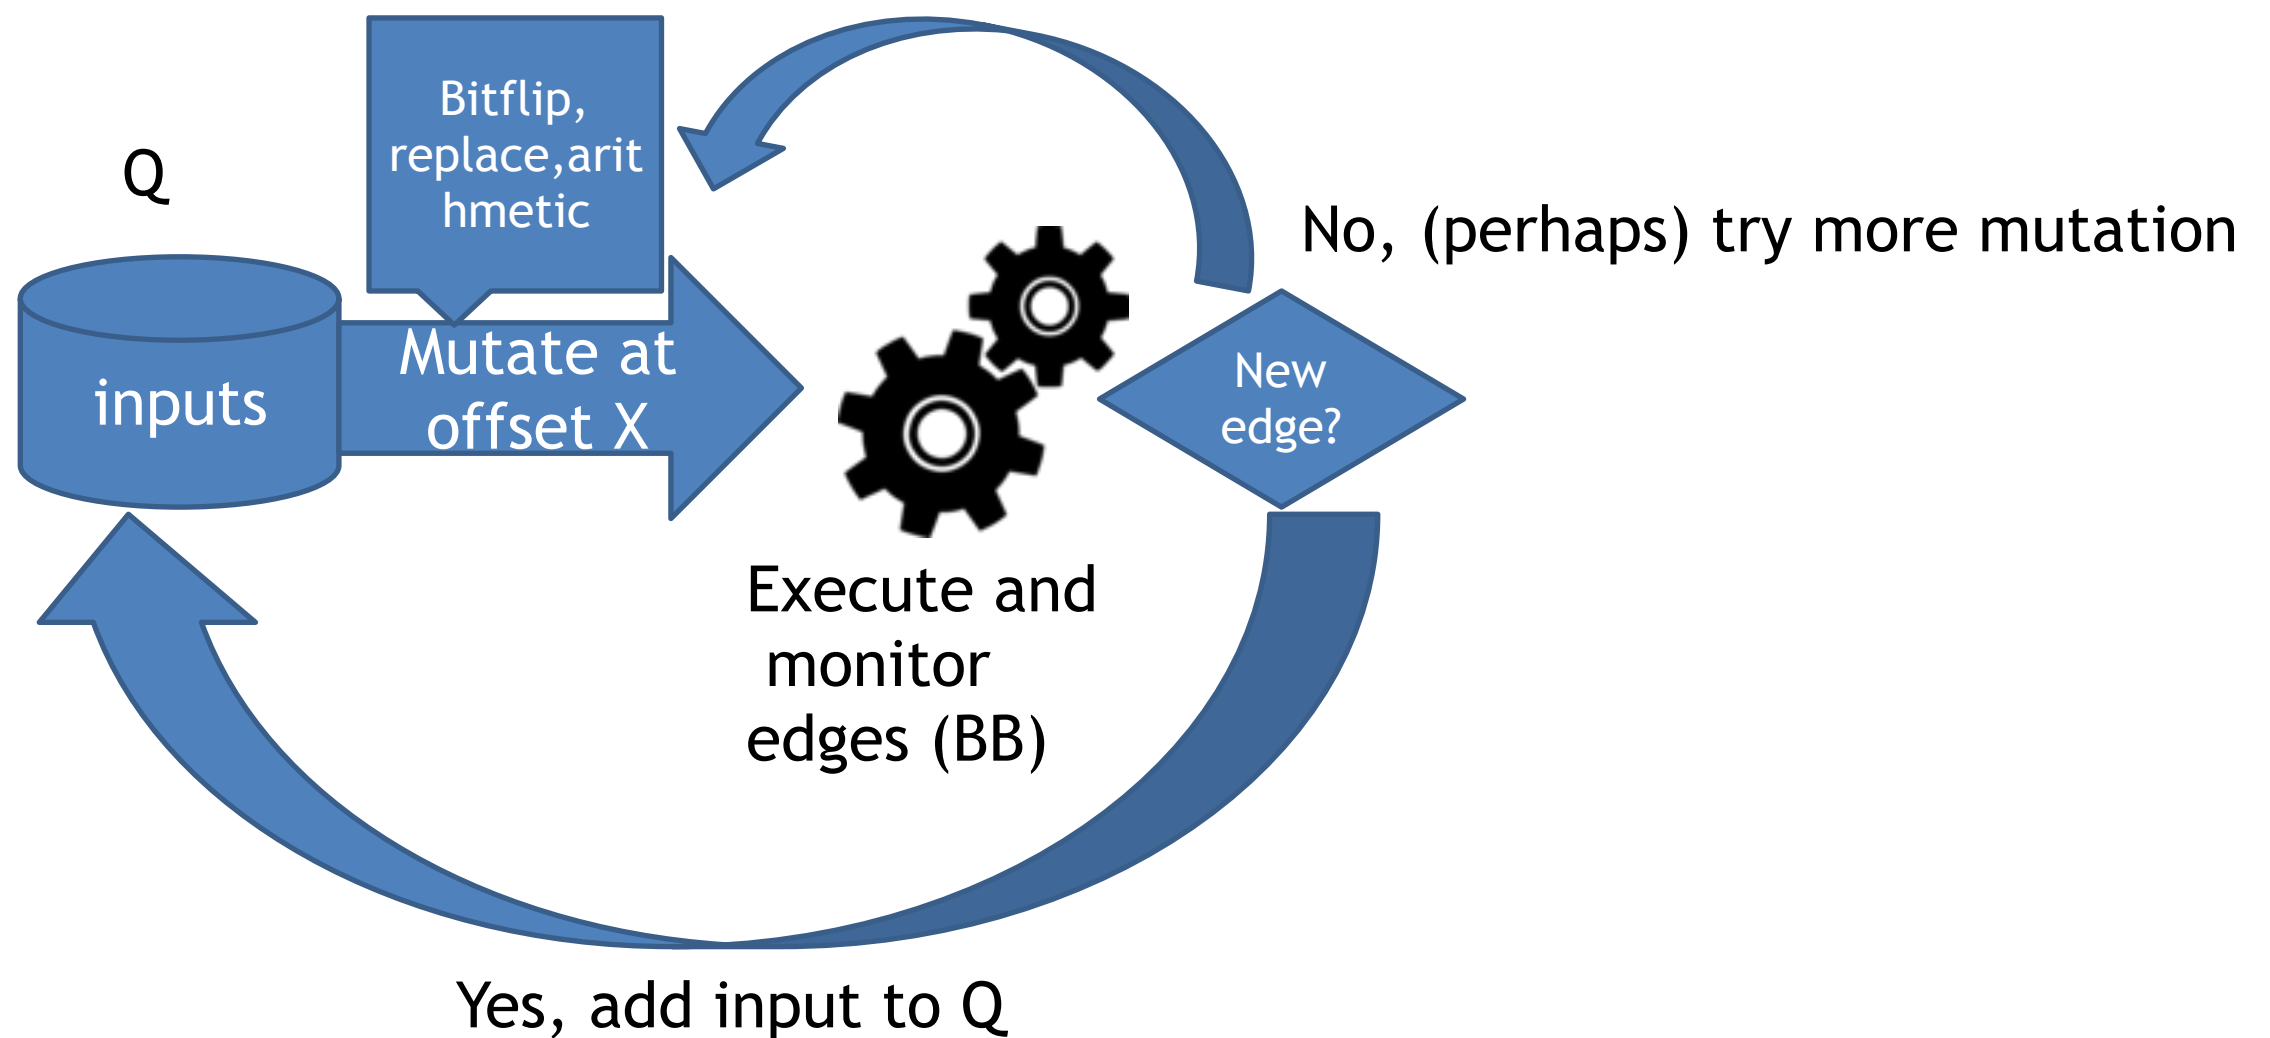 Q
inputs
Bitflip,
replace,arit
hmetic
Mutate at
offset X
Execute and
monitor
edges (BB)
New
edge?
No, (perhaps) try more mutation
Yes, add input to Q